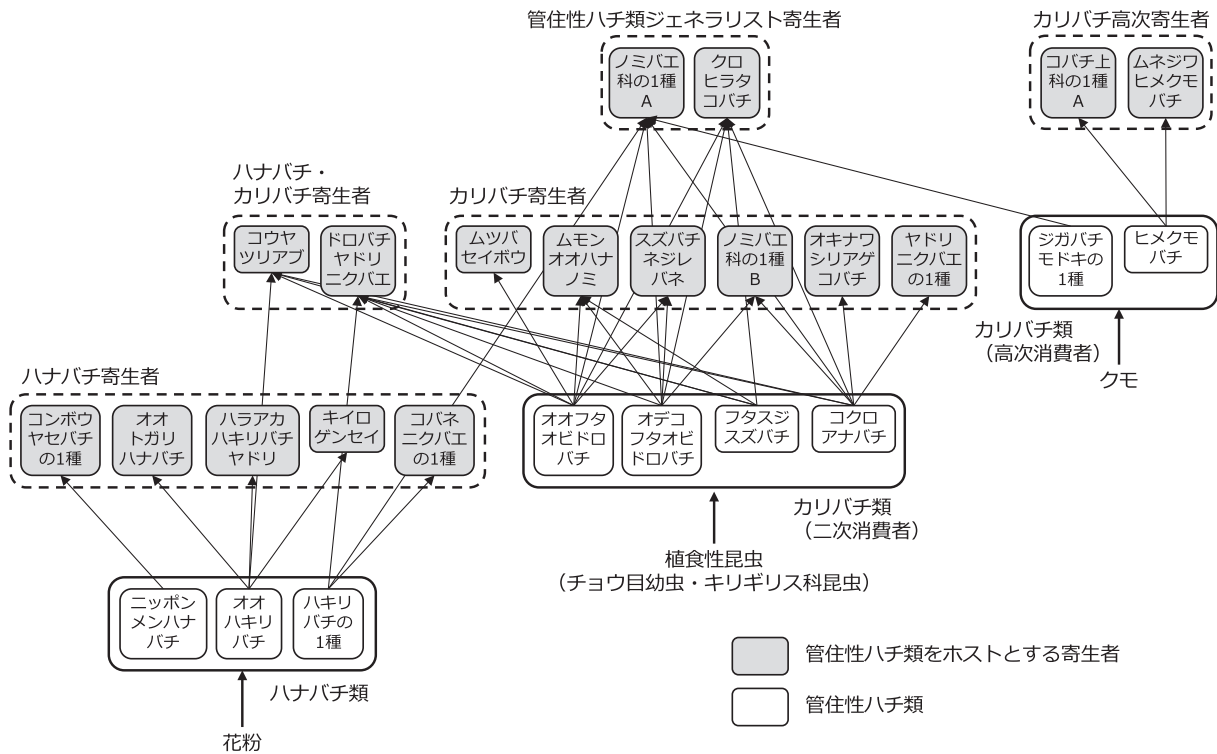 管住性ハチ類ジェネラリスト寄生者
ノミバエ
科の1種
A
クロ
ヒラタ
コバチ
カリバチ高次寄生者
コバチ上
科の1種
A
ムネジワ
ヒメクモ
バチ
ハナバチ・
カリバチ寄生者
コウヤ
ツリアブ
ドロバチ
ヤドリ
ニクバエ
カリバチ寄生者
ムツバ
セイボウ
ムモン
オオハナ
ノミ
スズバチ
ネジレ
バネ
ノミバエ
科の1種
B
オキナワ
シリアゲ
コバチ
ヤドリ
ニクバエ
の1種
ジガバチ
モドキの
1種
ヒメクモ
バチ
カリバチ類
（高次消費者）
クモ
ハナバチ寄生者
コンボウ
ヤセバチ
の1種
オオ
トガリ
ハナバチ
ハラアカ
ハキリバチ
ヤドリ
キイロ
ゲンセイ
コバネ
ニクバエ
の1種
オオフタ
オビドロ
バチ
オデコ
フタオビ
ドロバチ
フタスジ
スズバチ
コクロ
アナバチ
カリバチ類
（二次消費者）
植食性昆虫
（チョウ目幼虫・キリギリス科昆虫）
ニッポン
メンハナ
バチ
オオ
ハキリ
バチ
ハキリ
バチの
1種
ハナバチ類
花粉
管住性ハチ類をホストとする寄生者
管住性ハチ類